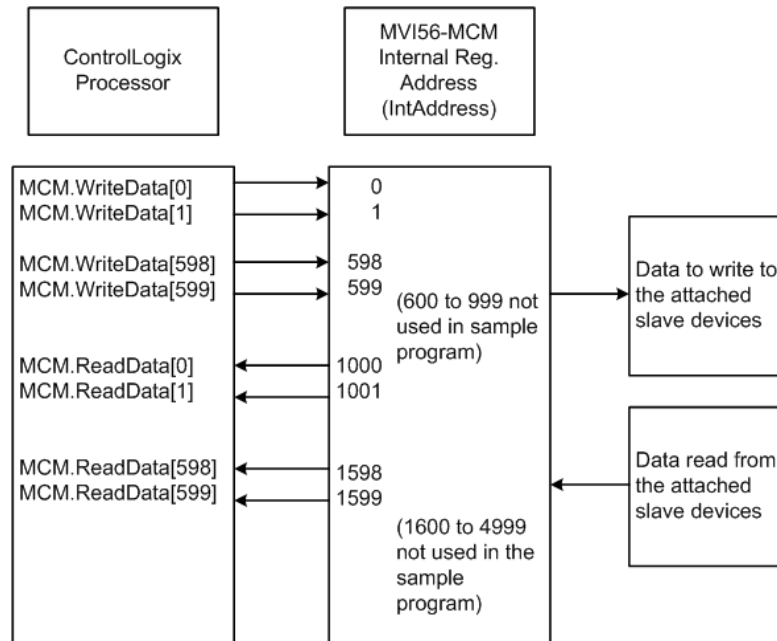 ControlLogix
Processor
MVI56-MCM
Internal Reg.
Address
(IntAddress)
MCM.WriteData[0]
MCM.WriteData[1]
MCM.WriteData[598]
MCM.WriteData[599]
MCM.ReadData[0]
MCM.ReadData[1]
MCM.ReadData[598]
MCM.ReadData[599]
0
1
598
599
(600 to 999 not
used in sample
program)
1000
1001
1598
1599
(1600 to 4999
not used in the
sample
program)
Data to write to
the attached
slave devices
Data read from
the attached
slave devices